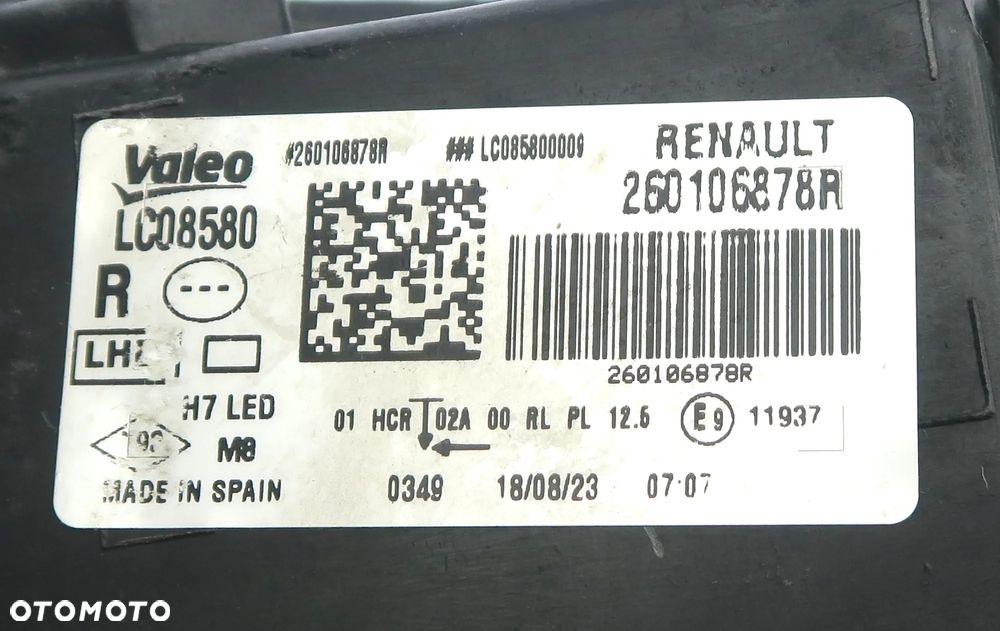 Valeo #260106878R ### LC085800009 RENAULT
LC08580 260106878R
R ---
260106878R
H7 LED 01 HCR 02A 00 RL PL 12.5 E9 11937
M8
MADE IN SPAIN 0349 18/08/23 07:07
OTOMOTO